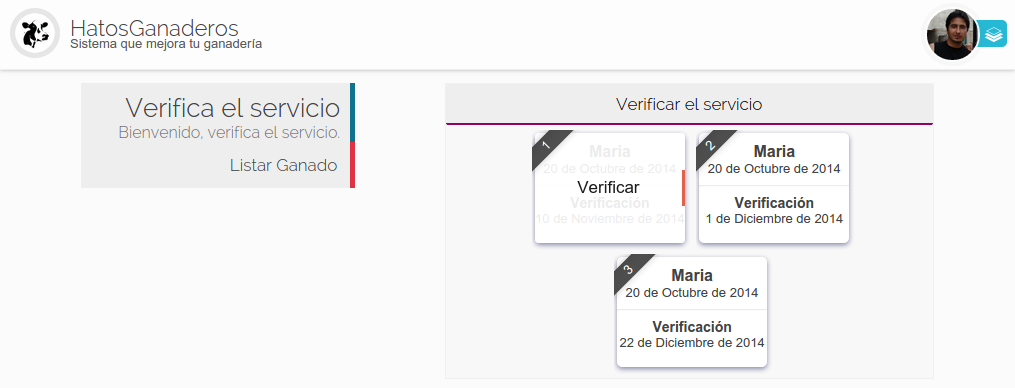 HatosGanaderos
Sistema que mejora tu ganadería
Verifica el servicio
Bienvenido, verifica el servicio.
Listar Ganado
Verificar el servicio
1
Maria
20 de Octubre de 2014
Verificar
Verificación
10 de Noviembre de 2014
2
Maria
20 de Octubre de 2014
Verificación
1 de Diciembre de 2014
3
Maria
20 de Octubre de 2014
Verificación
22 de Diciembre de 2014